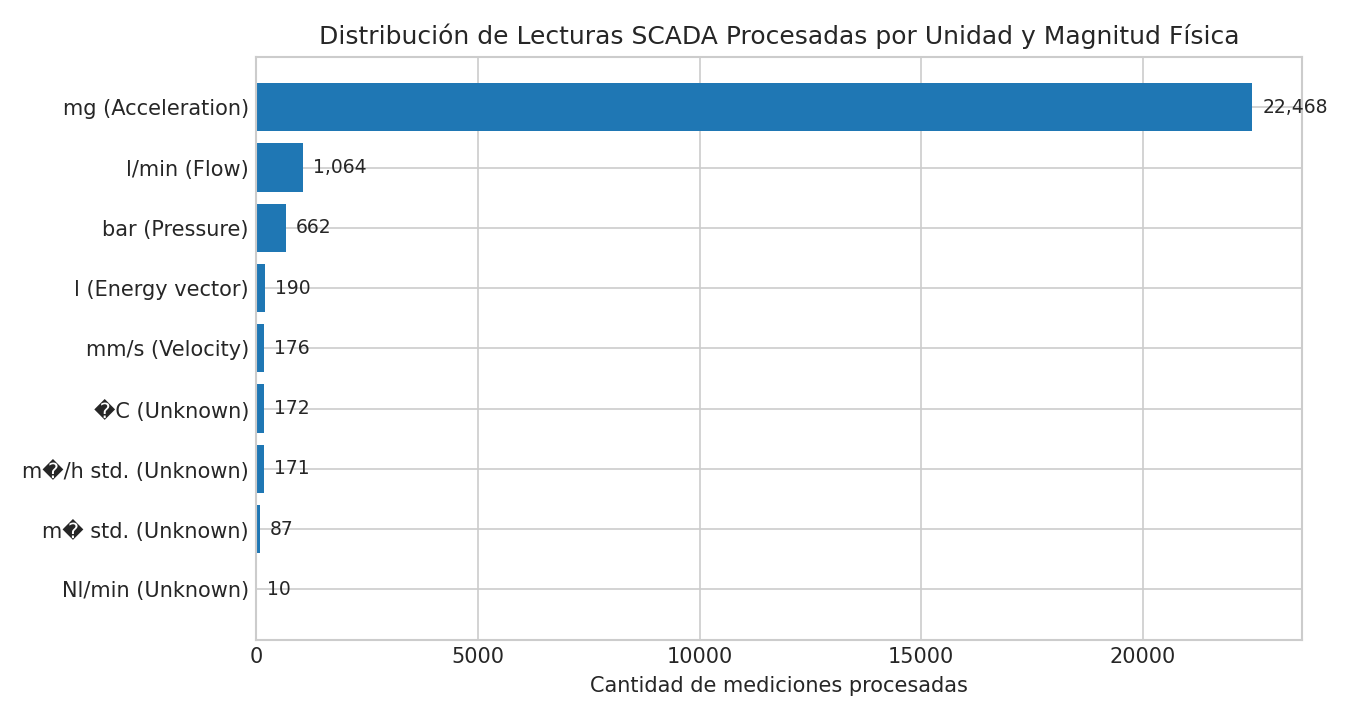 Distribución de Lecturas SCADA Procesadas por Unidad y Magnitud Física
mg (Acceleration) 22,468
l/min (Flow) 1,064
bar (Pressure) 662
l (Energy vector) 190
mm/s (Velocity) 176
�C (Unknown) 172
m�/h std. (Unknown) 171
m� std. (Unknown) 87
Nl/min (Unknown) 10
0 5000 10000 15000 20000
Cantidad de mediciones procesadas